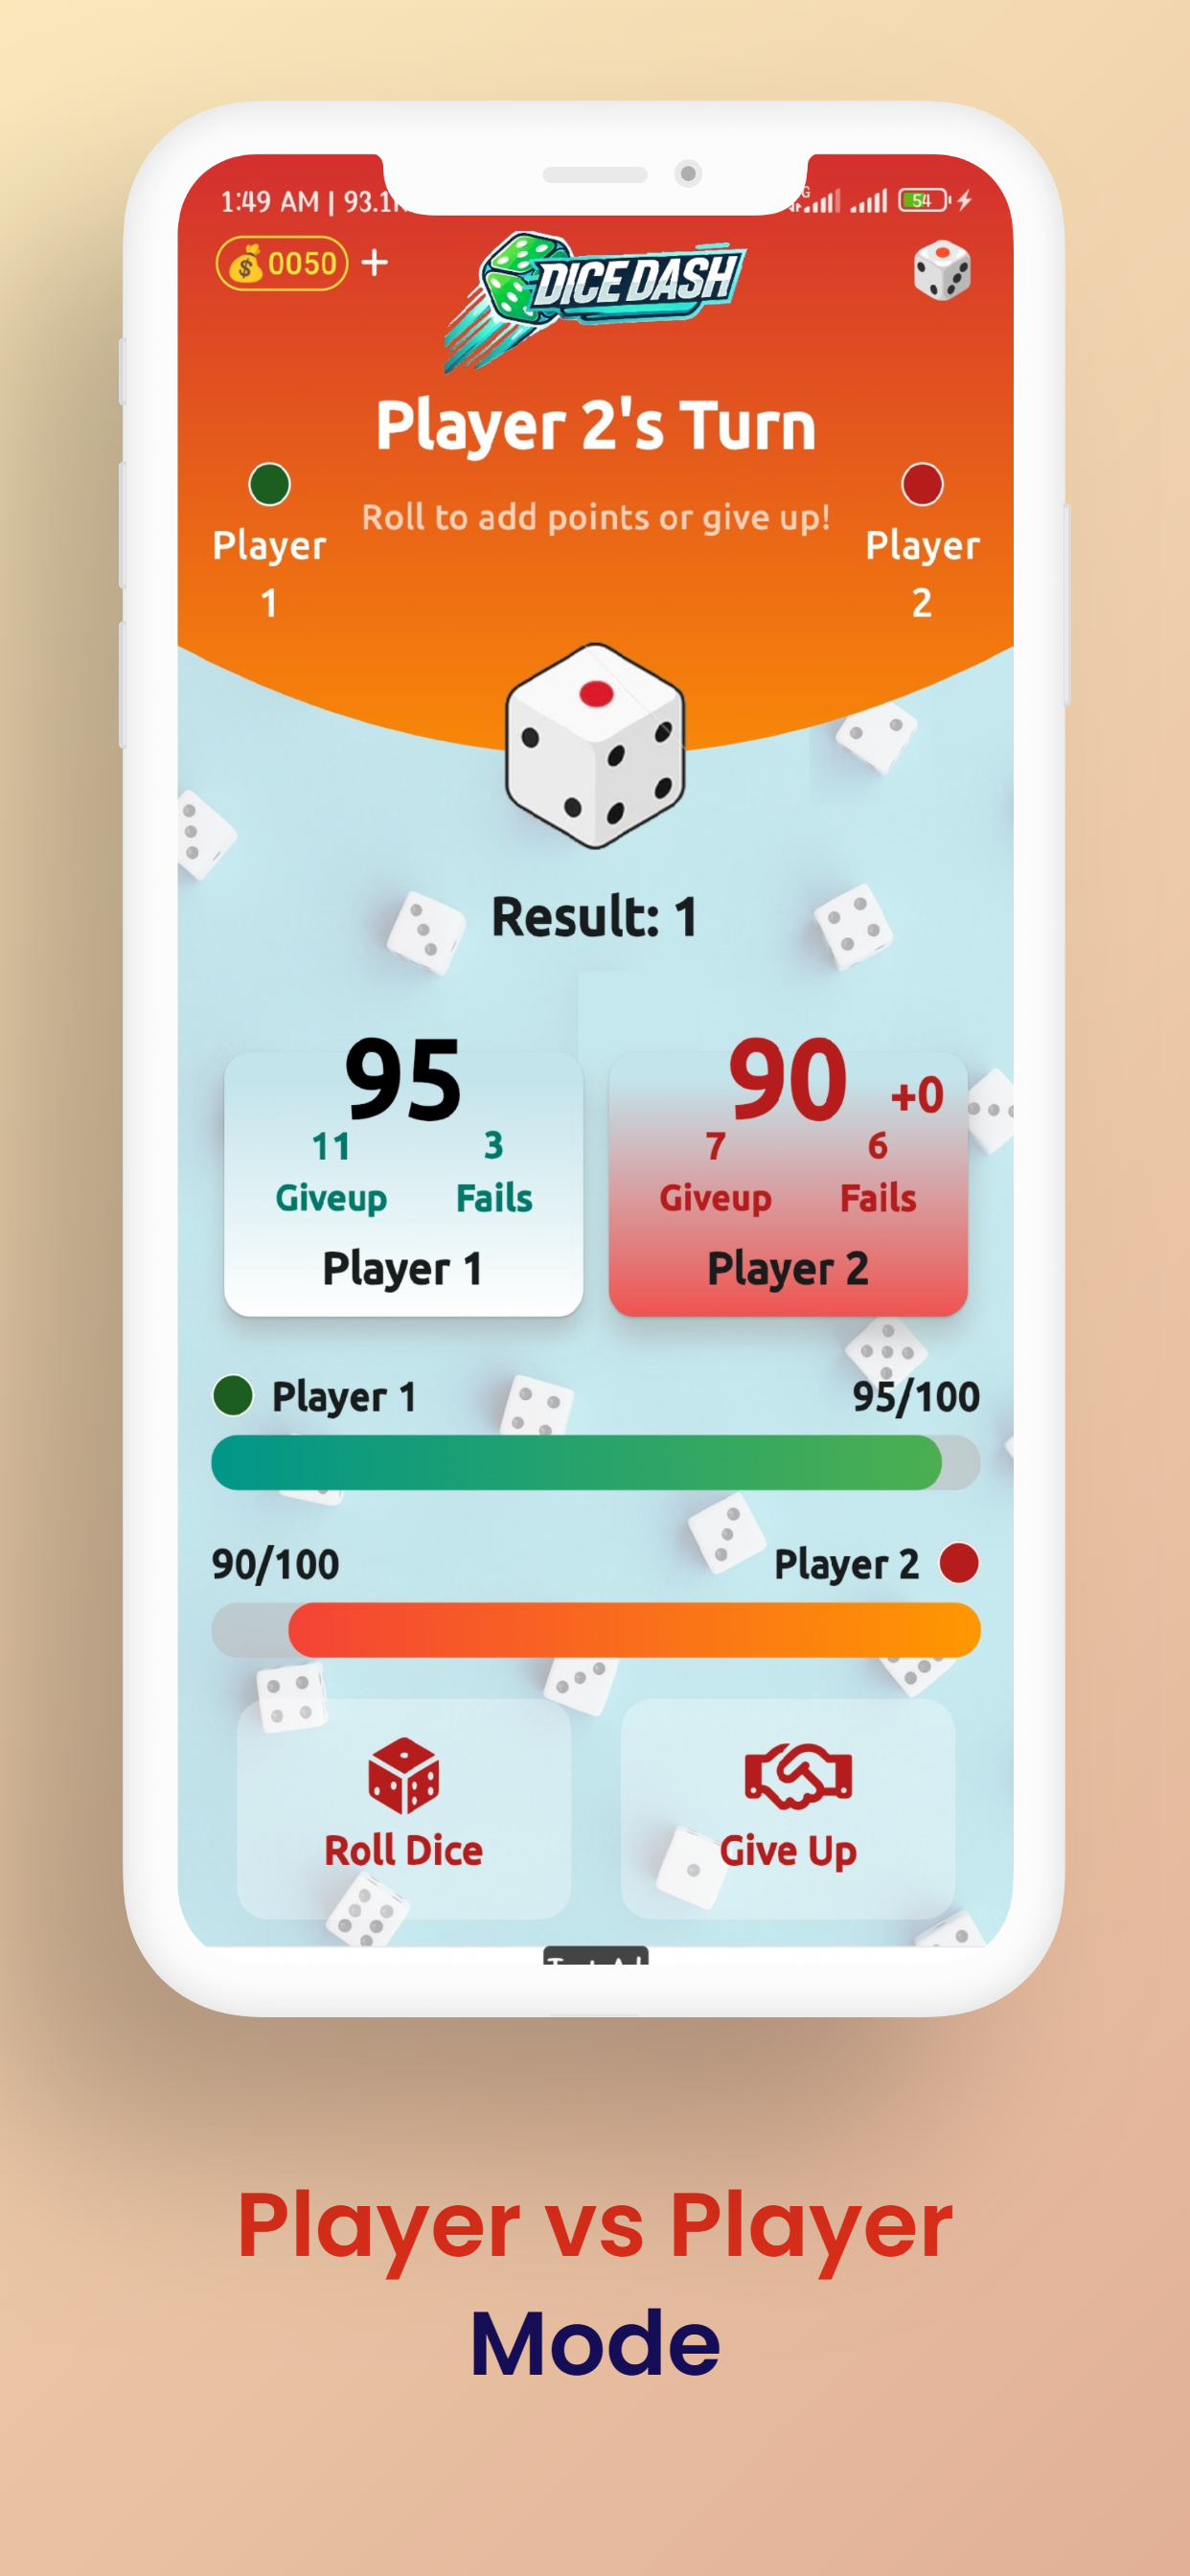 1:49 AM | 93.1
54
0050 +
DICE DASH
Player 2's Turn
Roll to add points or give up!
Player
1
Player
2
Result: 1
95
11
Giveup
3
Fails
Player 1
90 +0
7
Giveup
6
Fails
Player 2
Player 1 95/100
90/100 Player 2
Roll Dice
Give Up
Player vs Player
Mode